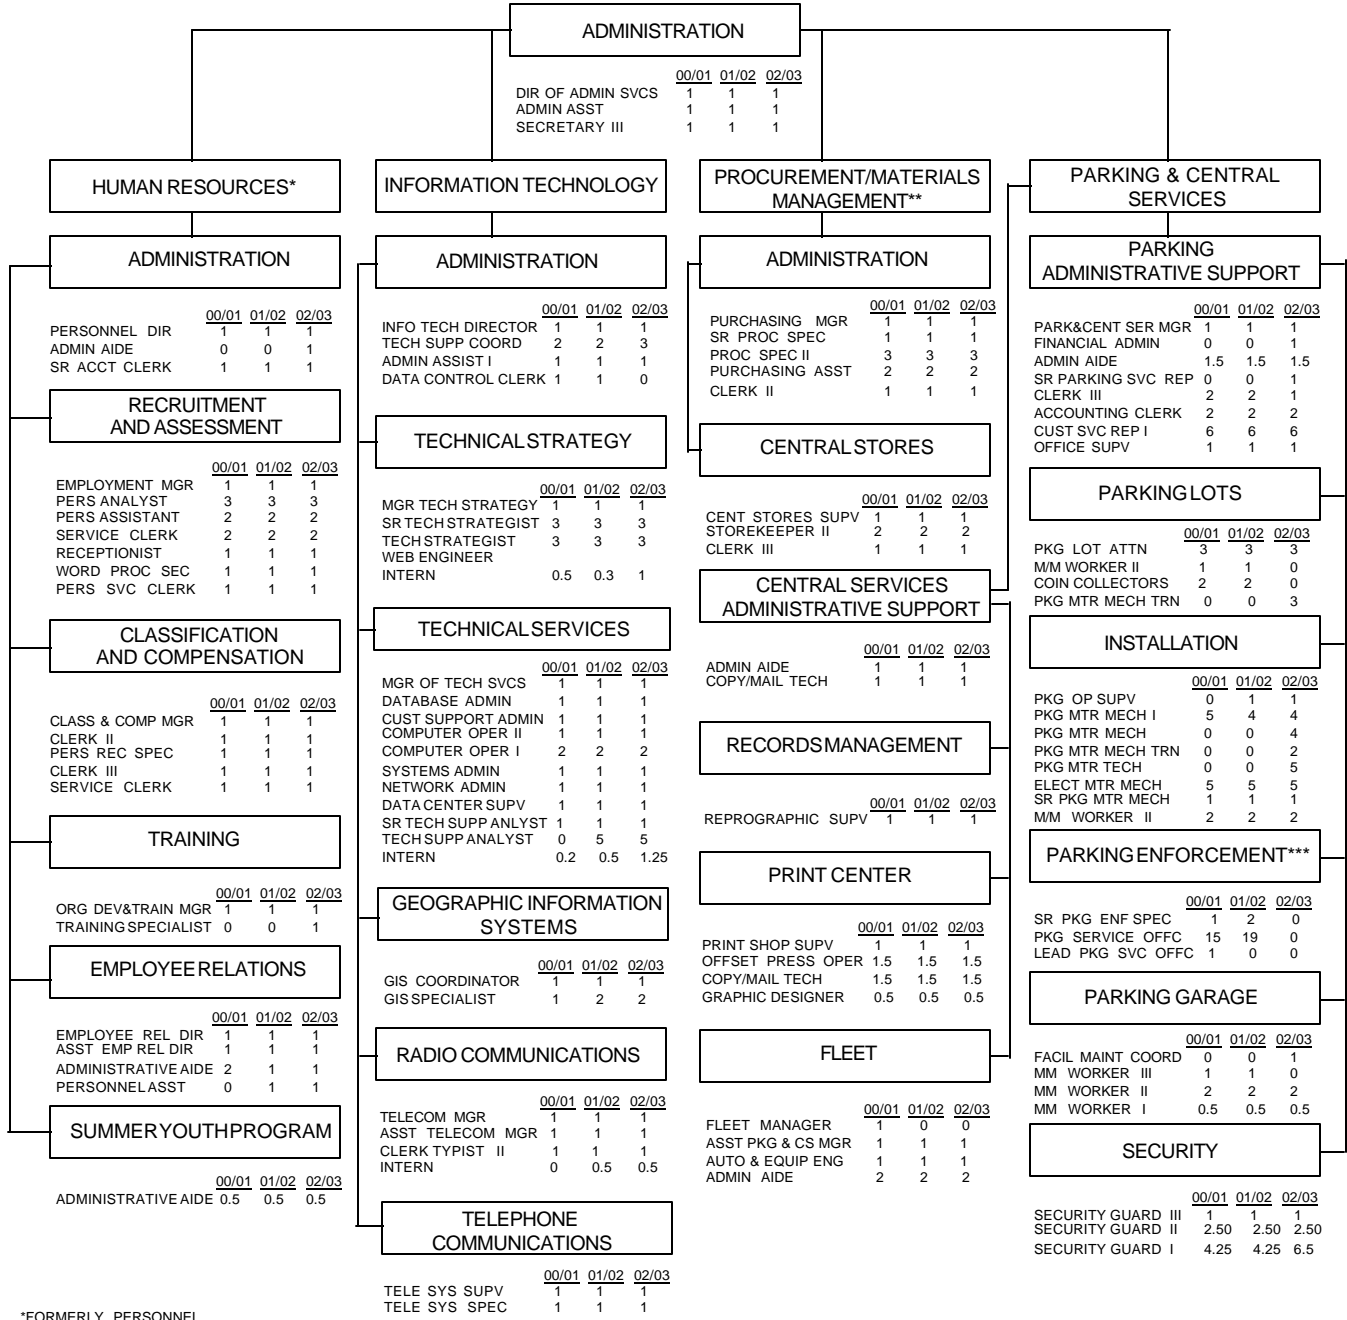 ADMINISTRATION
00/01 01/02 02/03
DIR OF ADMIN SVCS 1 1 1
ADMIN ASST 1 1 1
SECRETARY III 1 1 1
HUMAN RESOURCES*
ADMINISTRATION
00/01 01/02 02/03
PERSONNEL DIR 1 1 1
ADMIN AIDE 0 0 1
SR ACCT CLERK 1 1 1
RECRUITMENT
AND ASSESSMENT
00/01 01/02 02/03
EMPLOYMENT MGR 1 1 1
PERS ANALYST 3 3 3
PERS ASSISTANT 2 2 2
SERVICE CLERK 2 2 2
RECEPTIONIST 1 1 1
WORD PROC SEC 1 1 1
PERS SVC CLERK 1 1 1
CLASSIFICATION
AND COMPENSATION
00/01 01/02 02/03
CLASS & COMP MGR 1 1 1
CLERK II 1 1 1
PERS REC SPEC 1 1 1
CLERK III 1 1 1
SERVICE CLERK 1 1 1
TRAINING
00/01 01/02 02/03
ORG DEV&TRAIN MGR 1 1 1
TRAINING SPECIALIST 0 0 1
EMPLOYEE RELATIONS
00/01 01/02 02/03
EMPLOYEE REL DIR 1 1 1
ASST EMP REL DIR 1 1 1
ADMINISTRATIVE AIDE 2 1 1
PERSONNEL ASST 0 1 1
SUMMER YOUTH PROGRAM
00/01 01/02 02/03
ADMINISTRATIVE AIDE 0.5 0.5 0.5
*FORMERLY PERSONNEL
INFORMATION TECHNOLOGY
ADMINISTRATION
00/01 01/02 02/03
INFO TECH DIRECTOR 1 1 1
TECH SUPP COORD 2 2 3
ADMIN ASSIST I 1 1 1
DATA CONTROL CLERK 1 1 0
TECHNICAL STRATEGY
00/01 01/02 02/03
MGR TECH STRATEGY 1 1 1
SR TECH STRATEGIST 3 3 3
TECH STRATEGIST 3 3 3
WEB ENGINEER
INTERN 0.5 0.3 1
TECHNICAL SERVICES
00/01 01/02 02/03
MGR OF TECH SVCS 1 1 1
DATABASE ADMIN 1 1 1
CUST SUPPORT ADMIN 1 1 1
COMPUTER OPER II 1 1 1
COMPUTER OPER I 2 2 2
SYSTEMS ADMIN 1 1 1
NETWORK ADMIN 1 1 1
DATA CENTER SUPV 1 1 1
SR TECH SUPP ANLYST 1 1 1
TECH SUPP ANALYST 0 5 5
INTERN 0.2 0.5 1.25
GEOGRAPHIC INFORMATION
SYSTEMS
00/01 01/02 02/03
GIS COORDINATOR 1 1 1
GIS SPECIALIST 1 2 2
RADIO COMMUNICATIONS
00/01 01/02 02/03
TELECOM MGR 1 1 1
ASST TELECOM MGR 1 1 1
CLERK TYPIST II 1 1 1
INTERN 0 0.5 0.5
TELEPHONE
COMMUNICATIONS
00/01 01/02 02/03
TELE SYS SUPV 1 1 1
TELE SYS SPEC 1 1 1
PROCUREMENT/MATERIALS
MANAGEMENT**
ADMINISTRATION
00/01 01/02 02/03
PURCHASING MGR 1 1 1
SR PROC SPEC 1 1 1
PROC SPEC II 3 3 3
PURCHASING ASST 2 2 2
CLERK II 1 1 1
CENTRAL STORES
00/01 01/02 02/03
CENT STORES SUPV 1 1 1
STOREKEEPER II 2 2 2
CLERK III 1 1 1
CENTRAL SERVICES
ADMINISTRATIVE SUPPORT
00/01 01/02 02/03
ADMIN AIDE 1 1 1
COPY/MAIL TECH 1 1 1
RECORDS MANAGEMENT
00/01 01/02 02/03
REPROGRAPHIC SUPV 1 1 1
PRINT CENTER
00/01 01/02 02/03
PRINT SHOP SUPV 1 1 1
OFFSET PRESS OPER 1.5 1.5 1.5
COPY/MAIL TECH 1.5 1.5 1.5
GRAPHIC DESIGNER 0.5 0.5 0.5
FLEET
00/01 01/02 02/03
FLEET MANAGER 1 0 0
ASST PKG & CS MGR 1 1 1
AUTO & EQUIP ENG 1 1 1
ADMIN AIDE 2 2 2
PARKING & CENTRAL
SERVICES
PARKING
ADMINISTRATIVE SUPPORT
00/01 01/02 02/03
PARK&CENT SER MGR 1 1 1
FINANCIAL ADMIN 0 0 1
ADMIN AIDE 1.5 1.5 1.5
SR PARKING SVC REP 0 0 1
CLERK III 2 2 1
ACCOUNTING CLERK 2 2 2
CUST SVC REP I 6 6 6
OFFICE SUPV 1 1 1
PARKING LOTS
00/01 01/02 02/03
PKG LOT ATTN 3 3 3
M/M WORKER II 1 1 0
COIN COLLECTORS 2 2 0
PKG MTR MECH TRN 0 0 3
INSTALLATION
00/01 01/02 02/03
PKG OP SUPV 0 1 1
PKG MTR MECH I 5 4 4
PKG MTR MECH 0 0 4
PKG MTR MECH TRN 0 0 2
PKG MTR TECH 0 0 5
ELECT MTR MECH 5 5 5
SR PKG MTR MECH 1 1 1
M/M WORKER II 2 2 2
PARKING ENFORCEMENT***
00/01 01/02 02/03
SR PKG ENF SPEC 1 2 0
PKG SERVICE OFFC 15 19 0
LEAD PKG SVC OFFC 1 0 0
PARKING GARAGE
00/01 01/02 02/03
FACIL MAINT COORD 0 0 1
MM WORKER III 1 1 0
MM WORKER II 2 2 2
MM WORKER I 0.5 0.5 0.5
SECURITY
00/01 01/02 02/03
SECURITY GUARD III 1 1 1
SECURITY GUARD II 2.50 2.50 2.50
SECURITY GUARD I 4.25 4.25 6.5